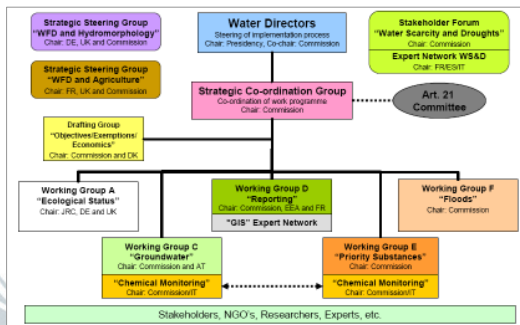 Strategic Steering Group
"WFD and Hydromorphology"
Chair: DE, UK and Commission
Water Directors
Steering of implementation process
Chair: Presidency, Co-chair: Commission
Stakeholder Forum
"Water Scarcity and Droughts"
Chair: Commission
Expert Network WS&D
Chair: FR/ES/IT
Strategic Steering Group
"WFD and Agriculture"
Chair: FR, UK and Commission
Strategic Co-ordination Group
Co-ordination of work programme
Chair: Commission
Art. 21
Committee
Drafting Group
"Objectives/Exemptions/
Economics"
Chair: Commission and DK
Working Group A
"Ecological Status"
Chair: JRC, DE and UK
Working Group D
"Reporting"
Chair: Commission, EEA and FR
"GIS" Expert Network
Working Group F
"Floods"
Chair: Commission
Working Group C
"Groundwater"
Chair: Commission and AT
"Chemical Monitoring"
Chair: Commission/IT
Working Group E
"Priority Substances"
Chair: Commission
"Chemical Monitoring"
Chair: Commission/IT
Stakeholders, NGO's, Researchers, Experts, etc.